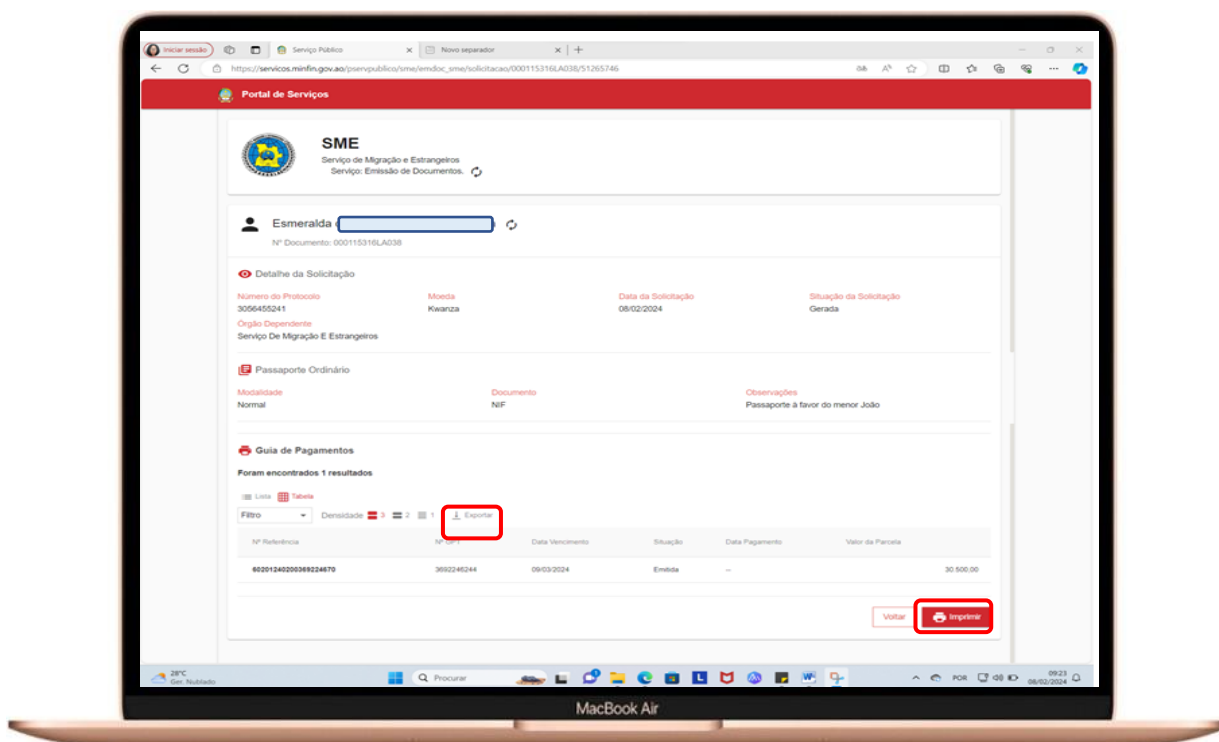 Iniciar sessão
Serviço Público
Novo separador
https://servicos.minfin.gov.ao/pservpublico/sme/emdoc_sme/solicitacao/000115316LA038/51265746
Portal de Serviços
SME
Serviço de Migração e Estrangeiros
Serviço: Emissão de Documentos.
Esmeralda
Nº Documento: 000115316LA038
Detalhe da Solicitação
Número do Protocolo Moeda Data da Solicitação Situação da Solicitação
3056455241 Kwanza 08/02/2024 Gerada
Órgão Dependente
Serviço De Migração E Estrangeiros
Passaporte Ordinário
Modalidade Documento Observações
Normal NIF Passaporte à favor do menor João
Guia de Pagamentos
Foram encontrados 1 resultados
Lista Tabela
Filtro Densidade 3 2 1 Exportar
Nº Referência Data Vencimento Situação Data Pagamento Valor da Parcela
60201240200369224670 3692246244 09/03/2024 Emitida -- 30.500,00
Voltar Imprimir
28°C
Ger. Nublado
Procurar
POR
09:23
08/02/2024
MacBook Air